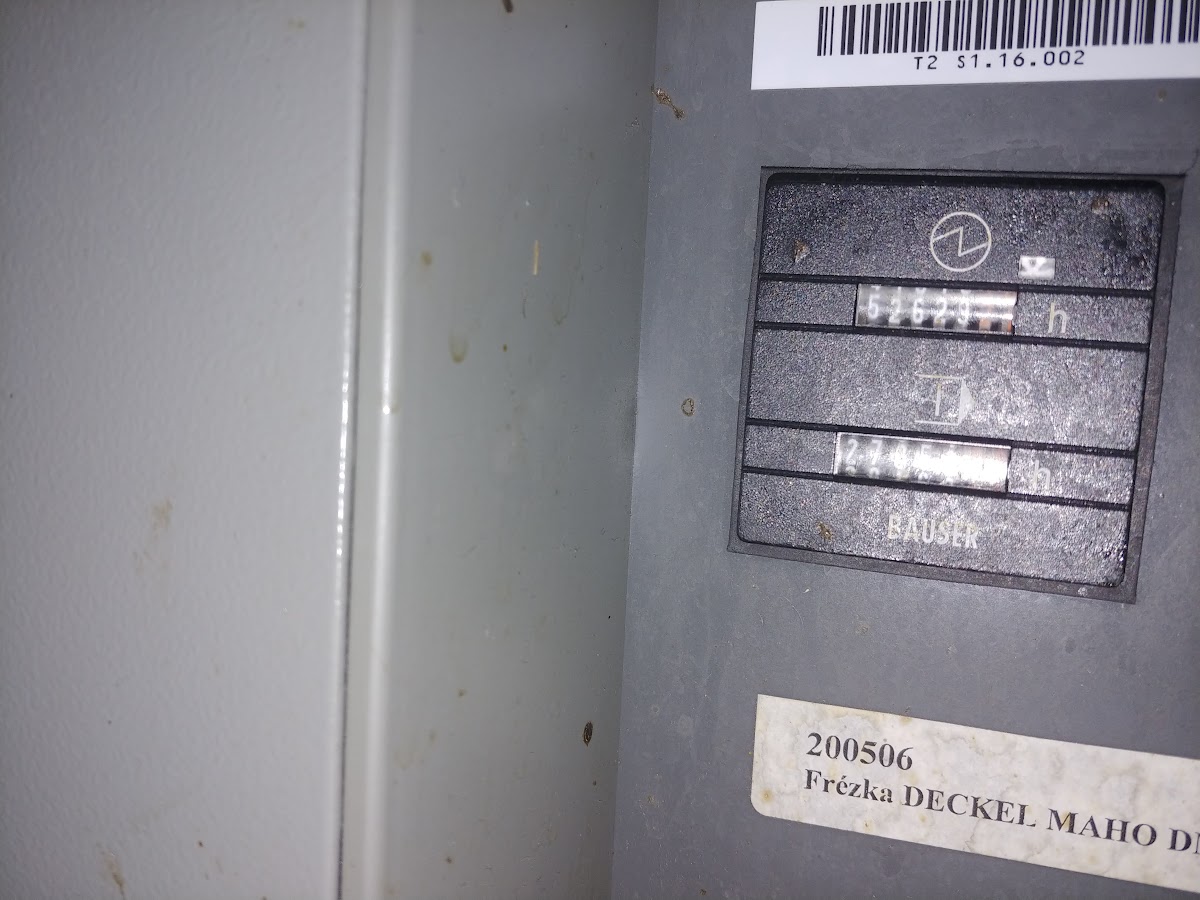 T2 S1.16.002
52629
h
h
BAUSER
200506
Frézka DECKEL MAHO